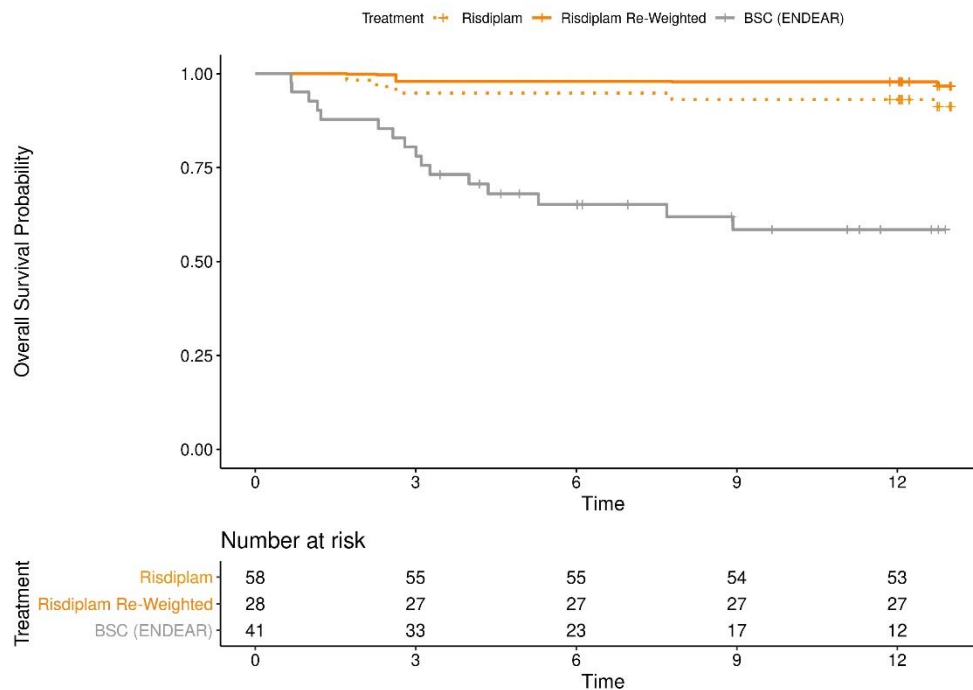 Treatment Risdiplam Risdiplam Re-Weighted BSC (ENDEAR)
Overall Survival Probability
1.00
0.75
0.50
0.25
0.00
0 3 6 9 12
Time
Number at risk
Treatment
Risdiplam 58 55 55 54 53
Risdiplam Re-Weighted 28 27 27 27 27
BSC (ENDEAR) 41 33 23 17 12
0 3 6 9 12
Time